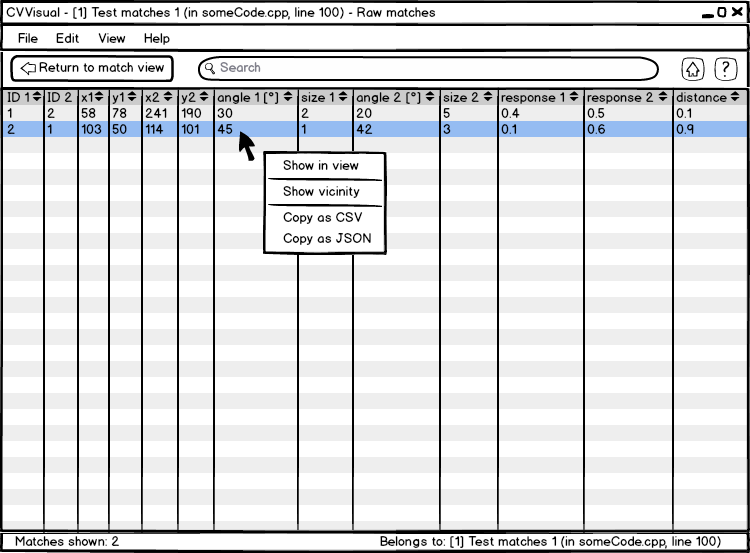 CVVisual - [1] Test matches 1 (in someCode.cpp, line 100) - Raw matches
File Edit View Help
Return to match view Search ?
ID 1 ID 2 x1 y1 x2 y2 angle 1 [°] size 1 angle 2 [°] size 2 response 1 response 2 distance
1 2 58 78 241 190 30 2 20 5 0.4 0.5 0.1
2 1 103 50 114 101 45 1 42 3 0.1 0.6 0.9
Show in view
Show vicinity
Copy as CSV
Copy as JSON
Matches shown: 2 Belongs to: [1] Test matches 1 (in someCode.cpp, line 100)